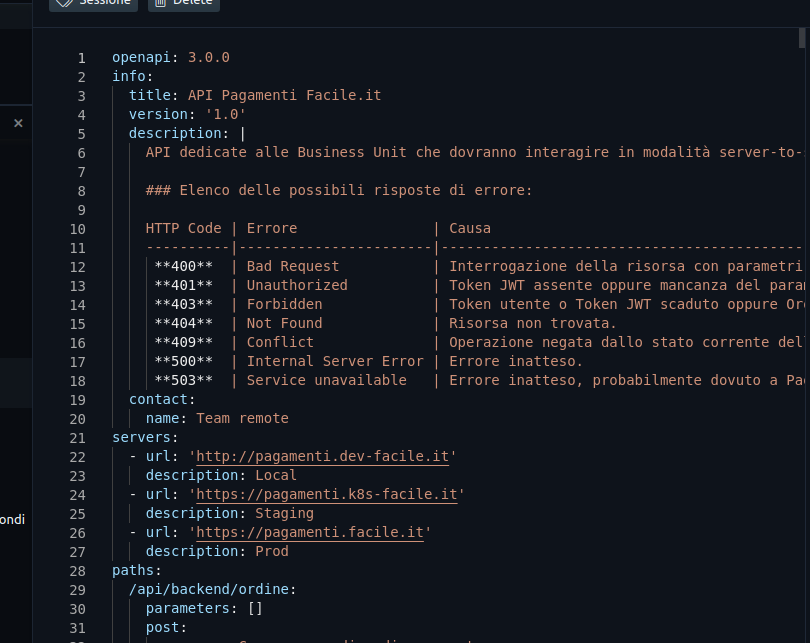 Sessione Delete
1 openapi: 3.0.0
2 info:
3 title: API Pagamenti Facile.it
4 version: '1.0'
× 5 description: |
6 API dedicate alle Business Unit che dovranno interagire in modalità server-to-
7
8 ### Elenco delle possibili risposte di errore:
9
10 HTTP Code | Errore | Causa
11 ----------|-----------------------|-------------------------------------------
12 **400** | Bad Request | Interrogazione della risorsa con parametri
13 **401** | Unauthorized | Token JWT assente oppure mancanza del
14 **403** | Forbidden | Token utente o Token JWT scaduto oppure
15 **404** | Not Found | Risorsa non trovata.
16 **409** | Conflict | Operazione negata dallo stato corrente
17 **500** | Internal Server Error | Errore inatteso.
18 **503** | Service unavailable | Errore inatteso, probabilmente dovuto a
19 contact:
20 name: Team remote
21 servers:
22 - url: 'http://pagamenti.dev-facile.it'
23 description: Local
24 - url: 'https://pagamenti.k8s-facile.it'
ondi 25 description: Staging
26 - url: 'https://pagamenti.facile.it'
27 description: Prod
28 paths:
29 /api/backend/ordine:
30 parameters: []
31 post: